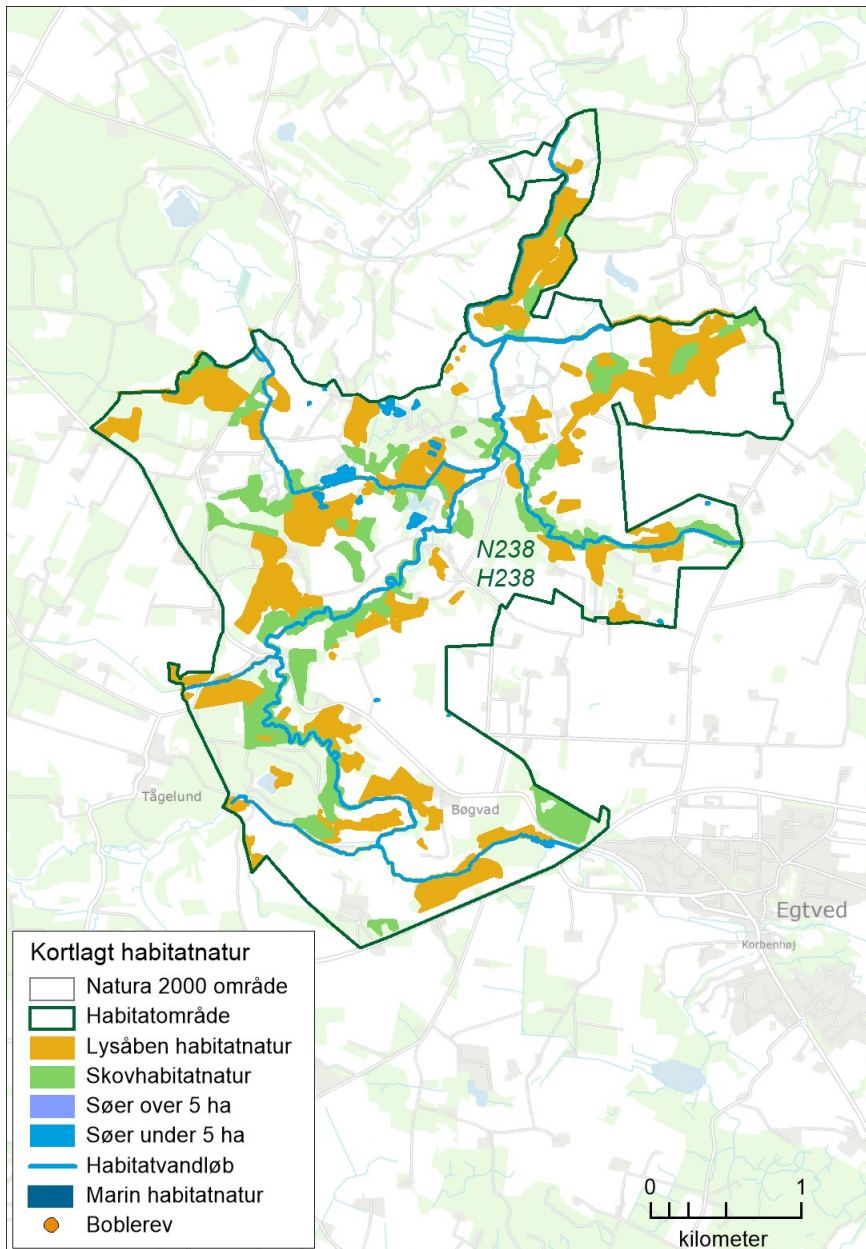 N238
H238
Tågelund
Bøgvad
Egtved
Korbenhøj
Kortlagt habitatnatur
Natura 2000 område
Habitatområde
Lysåben habitatnatur
Skovhabitatnatur
Søer over 5 ha
Søer under 5 ha
Habitatvandløb
Marin habitatnatur
Boblerev
0 1
kilometer